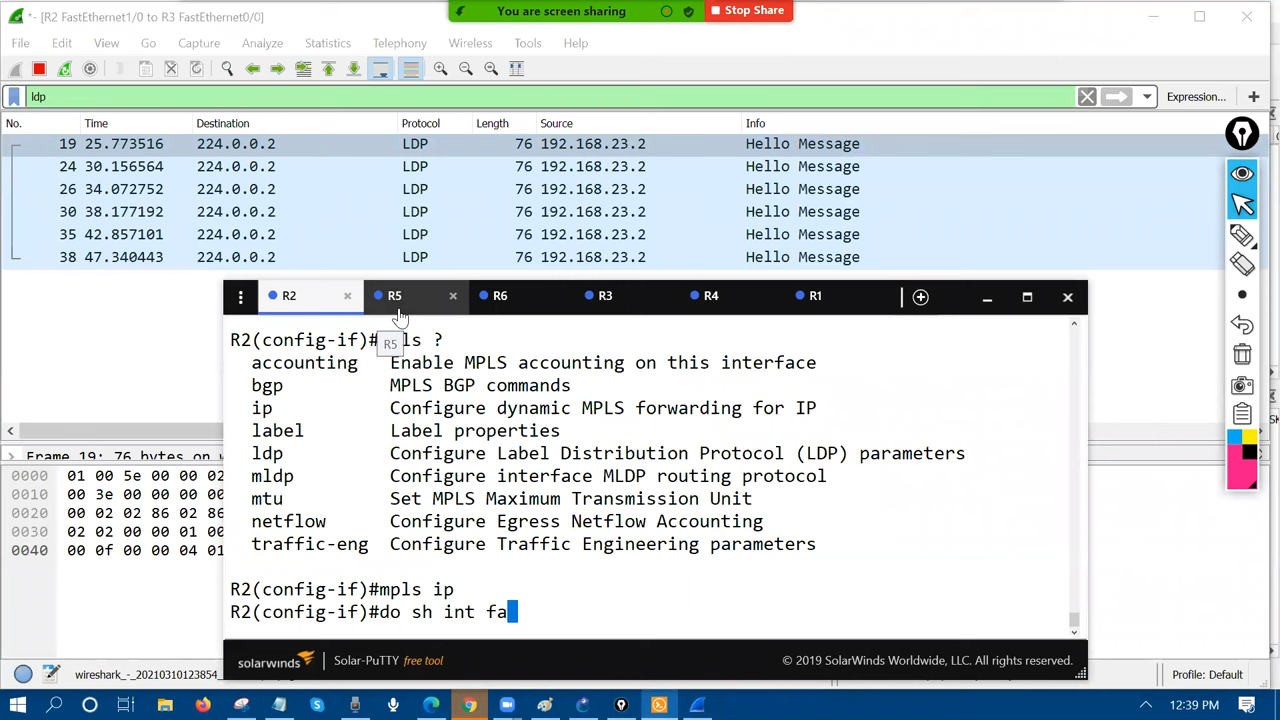 *- [R2 FastEthernet1/0 to R3 FastEthernet0/0]
You are screen sharing
Stop Share
File Edit View Go Capture Analyze Statistics Telephony Wireless Tools Help
ldp
Expression...
No. Time Destination Protocol Length Source Info
19 25.773516 224.0.0.2 LDP 76 192.168.23.2 Hello Message
24 30.156564 224.0.0.2 LDP 76 192.168.23.2 Hello Message
26 34.072752 224.0.0.2 LDP 76 192.168.23.2 Hello Message
30 38.177192 224.0.0.2 LDP 76 192.168.23.2 Hello Message
35 42.857101 224.0.0.2 LDP 76 192.168.23.2 Hello Message
38 47.340443 224.0.0.2 LDP 76 192.168.23.2 Hello Message
R2 R5 R6 R3 R4 R1
R2(config-if)# ls ?
R5
accounting Enable MPLS accounting on this interface
bgp MPLS BGP commands
ip Configure dynamic MPLS forwarding for IP
label Label properties
ldp Configure Label Distribution Protocol (LDP) parameters
mldp Configure interface MLDP routing protocol
mtu Set MPLS Maximum Transmission Unit
netflow Configure Egress Netflow Accounting
traffic-eng Configure Traffic Engineering parameters
R2(config-if)#mpls ip
R2(config-if)#do sh int fa
Frame 19: 76 bytes on w
0000 01 00 5e 00 00 02
0010 00 3e 00 00 00
0020 00 02 02 86 02 86
0030 02 02 00 00 01 00
0040 00 0f 00 00 04 01
solarwinds Solar-PuTTY free tool © 2019 SolarWinds Worldwide, LLC. All rights reserved.
wireshark_-_20210310123854_
Profile: Default
12:39 PM